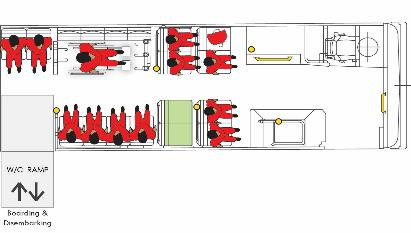 W/C RAMP
Boarding &
Disembarking